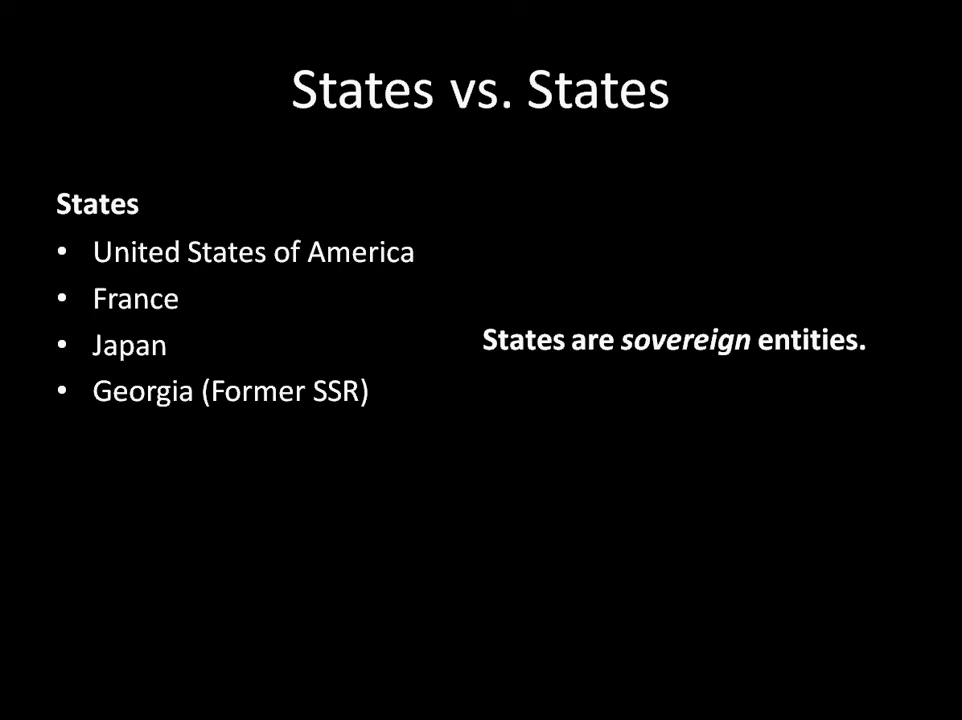 States vs. States
States
• United States of America
• France
• Japan
• Georgia (Former SSR)
States are sovereign entities.